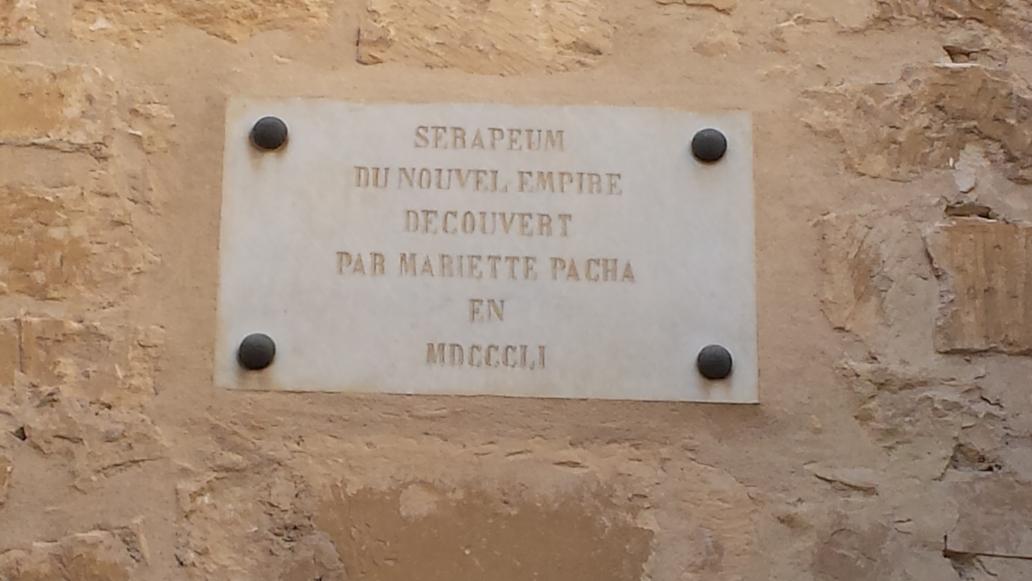 SERAPEUM
DU NOUVEL EMPIRE
DECOUVERT
PAR MARIETTE PACHA
EN
MDCCCLI